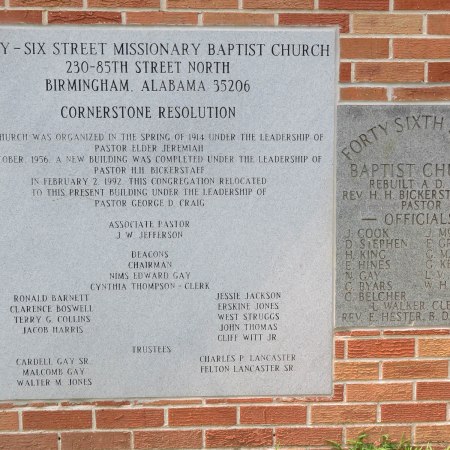 Y-SIX STREET MISSIONARY BAPTIST CHURCH
230-85TH STREET NORTH
BIRMINGHAM, ALABAMA 35206
CORNERSTONE RESOLUTION
HURCH WAS ORGANIZED IN THE SPRING OF 1914 UNDER THE LEADERSHIP OF
PASTOR ELDER JEREMIAH
OBER, 1956, A NEW BUILDING WAS COMPLETED UNDER THE LEADERSHIP OF
PASTOR H.H. BICKERSTAFF
IN FEBRUARY 2, 1992, THIS CONGREGATION RELOCATED
TO THIS PRESENT BUILDING UNDER THE LEADERSHIP OF
PASTOR GEORGE D. CRAIG
ASSOCIATE PASTOR
J. W. JEFFERSON
DEACONS
CHAIRMAN
NIMS EDWARD GAY
CYNTHIA THOMPSON - CLERK
RONALD BARNETT
CLARENCE BOSWELL
TERRY G. COLLINS
JACOB HARRIS
JESSIE JACKSON
ERSKINE JONES
WEST STRUGGS
JOHN THOMAS
CLIFF WITT JR
TRUSTEES
CARDELL GAY SR.
MALCOMB GAY
WALTER M. JONES
CHARLES P. LANCASTER
FELTON LANCASTER SR
FORTY SIXTH
BAPTIST CHU
REBUILT A. D.
REV. H. H. BICKERST
PASTOR
— OFFICIALS
J. COOK
D. STEPHEN
H. KING
E. HINES
N. GAY
C. BYARS
C. BELCHER
WALKER, CLE
REV. F. HESTER, B. D.